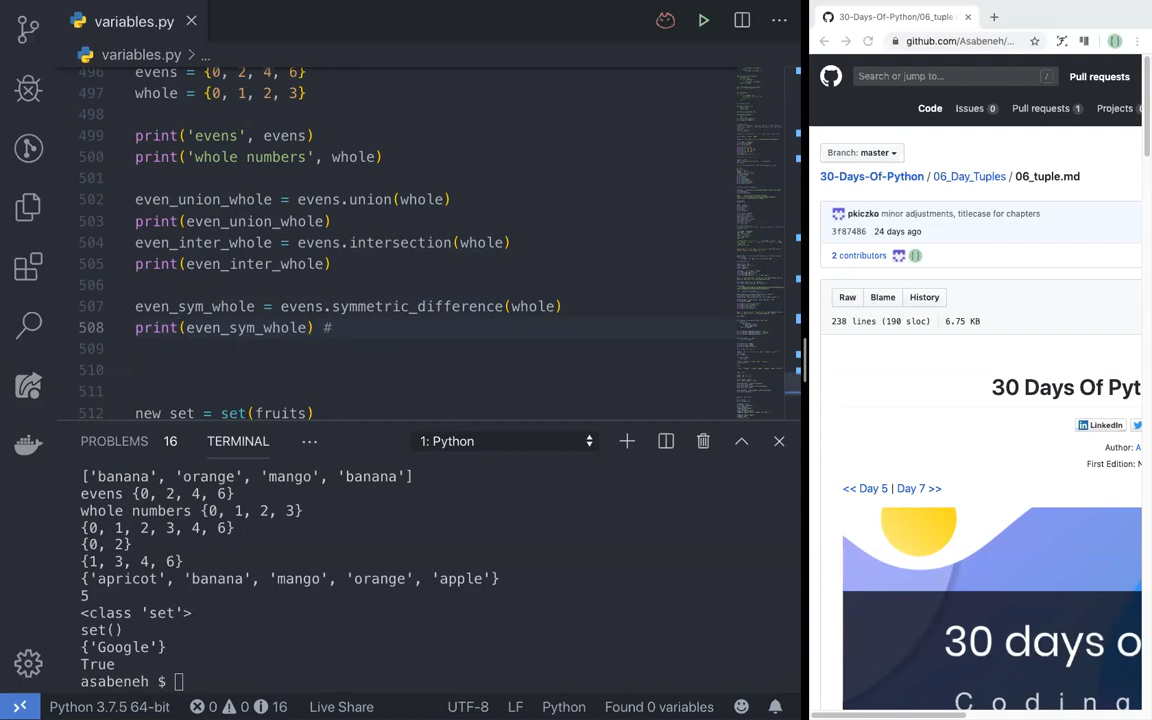 variables.py
variables.py > ...
496 evens = {0, 2, 4, 6}
497 whole = {0, 1, 2, 3}
498
499 print('evens', evens)
500 print('whole numbers', whole)
501
502 even_union_whole = evens.union(whole)
503 print(even_union_whole)
504 even_inter_whole = evens.intersection(whole)
505 print(even_inter_whole)
506
507 even_sym_whole = evens.symmetric_difference(whole)
508 print(even_sym_whole) #
509
510
511
512 new_set = set(fruits)
PROBLEMS 16 TERMINAL ... 1: Python
['banana', 'orange', 'mango', 'banana']
evens {0, 2, 4, 6}
whole numbers {0, 1, 2, 3}
{0, 1, 2, 3, 4, 6}
{0, 2}
{1, 3, 4, 6}
{'apricot', 'banana', 'mango', 'orange', 'apple'}
5
<class 'set'>
set()
{'Google'}
True
asabeneh $
Python 3.7.5 64-bit 0 0 16 Live Share UTF-8 LF Python Found 0 variables
30-Days-Of-Python/06_tuple
github.com/Asabeneh/...
Search or jump to... / Pull requests
Code Issues 0 Pull requests 1 Projects
Branch: master
30-Days-Of-Python / 06_Day_Tuples / 06_tuple.md
pkiczko minor adjustments, titlecase for chapters
3f87486 24 days ago
2 contributors
Raw Blame History
238 lines (190 sloc) | 6.75 KB
30 Days Of Pyt
LinkedIn
Author: A
First Edition: N
<< Day 5 | Day 7 >>
30 days o
Coding